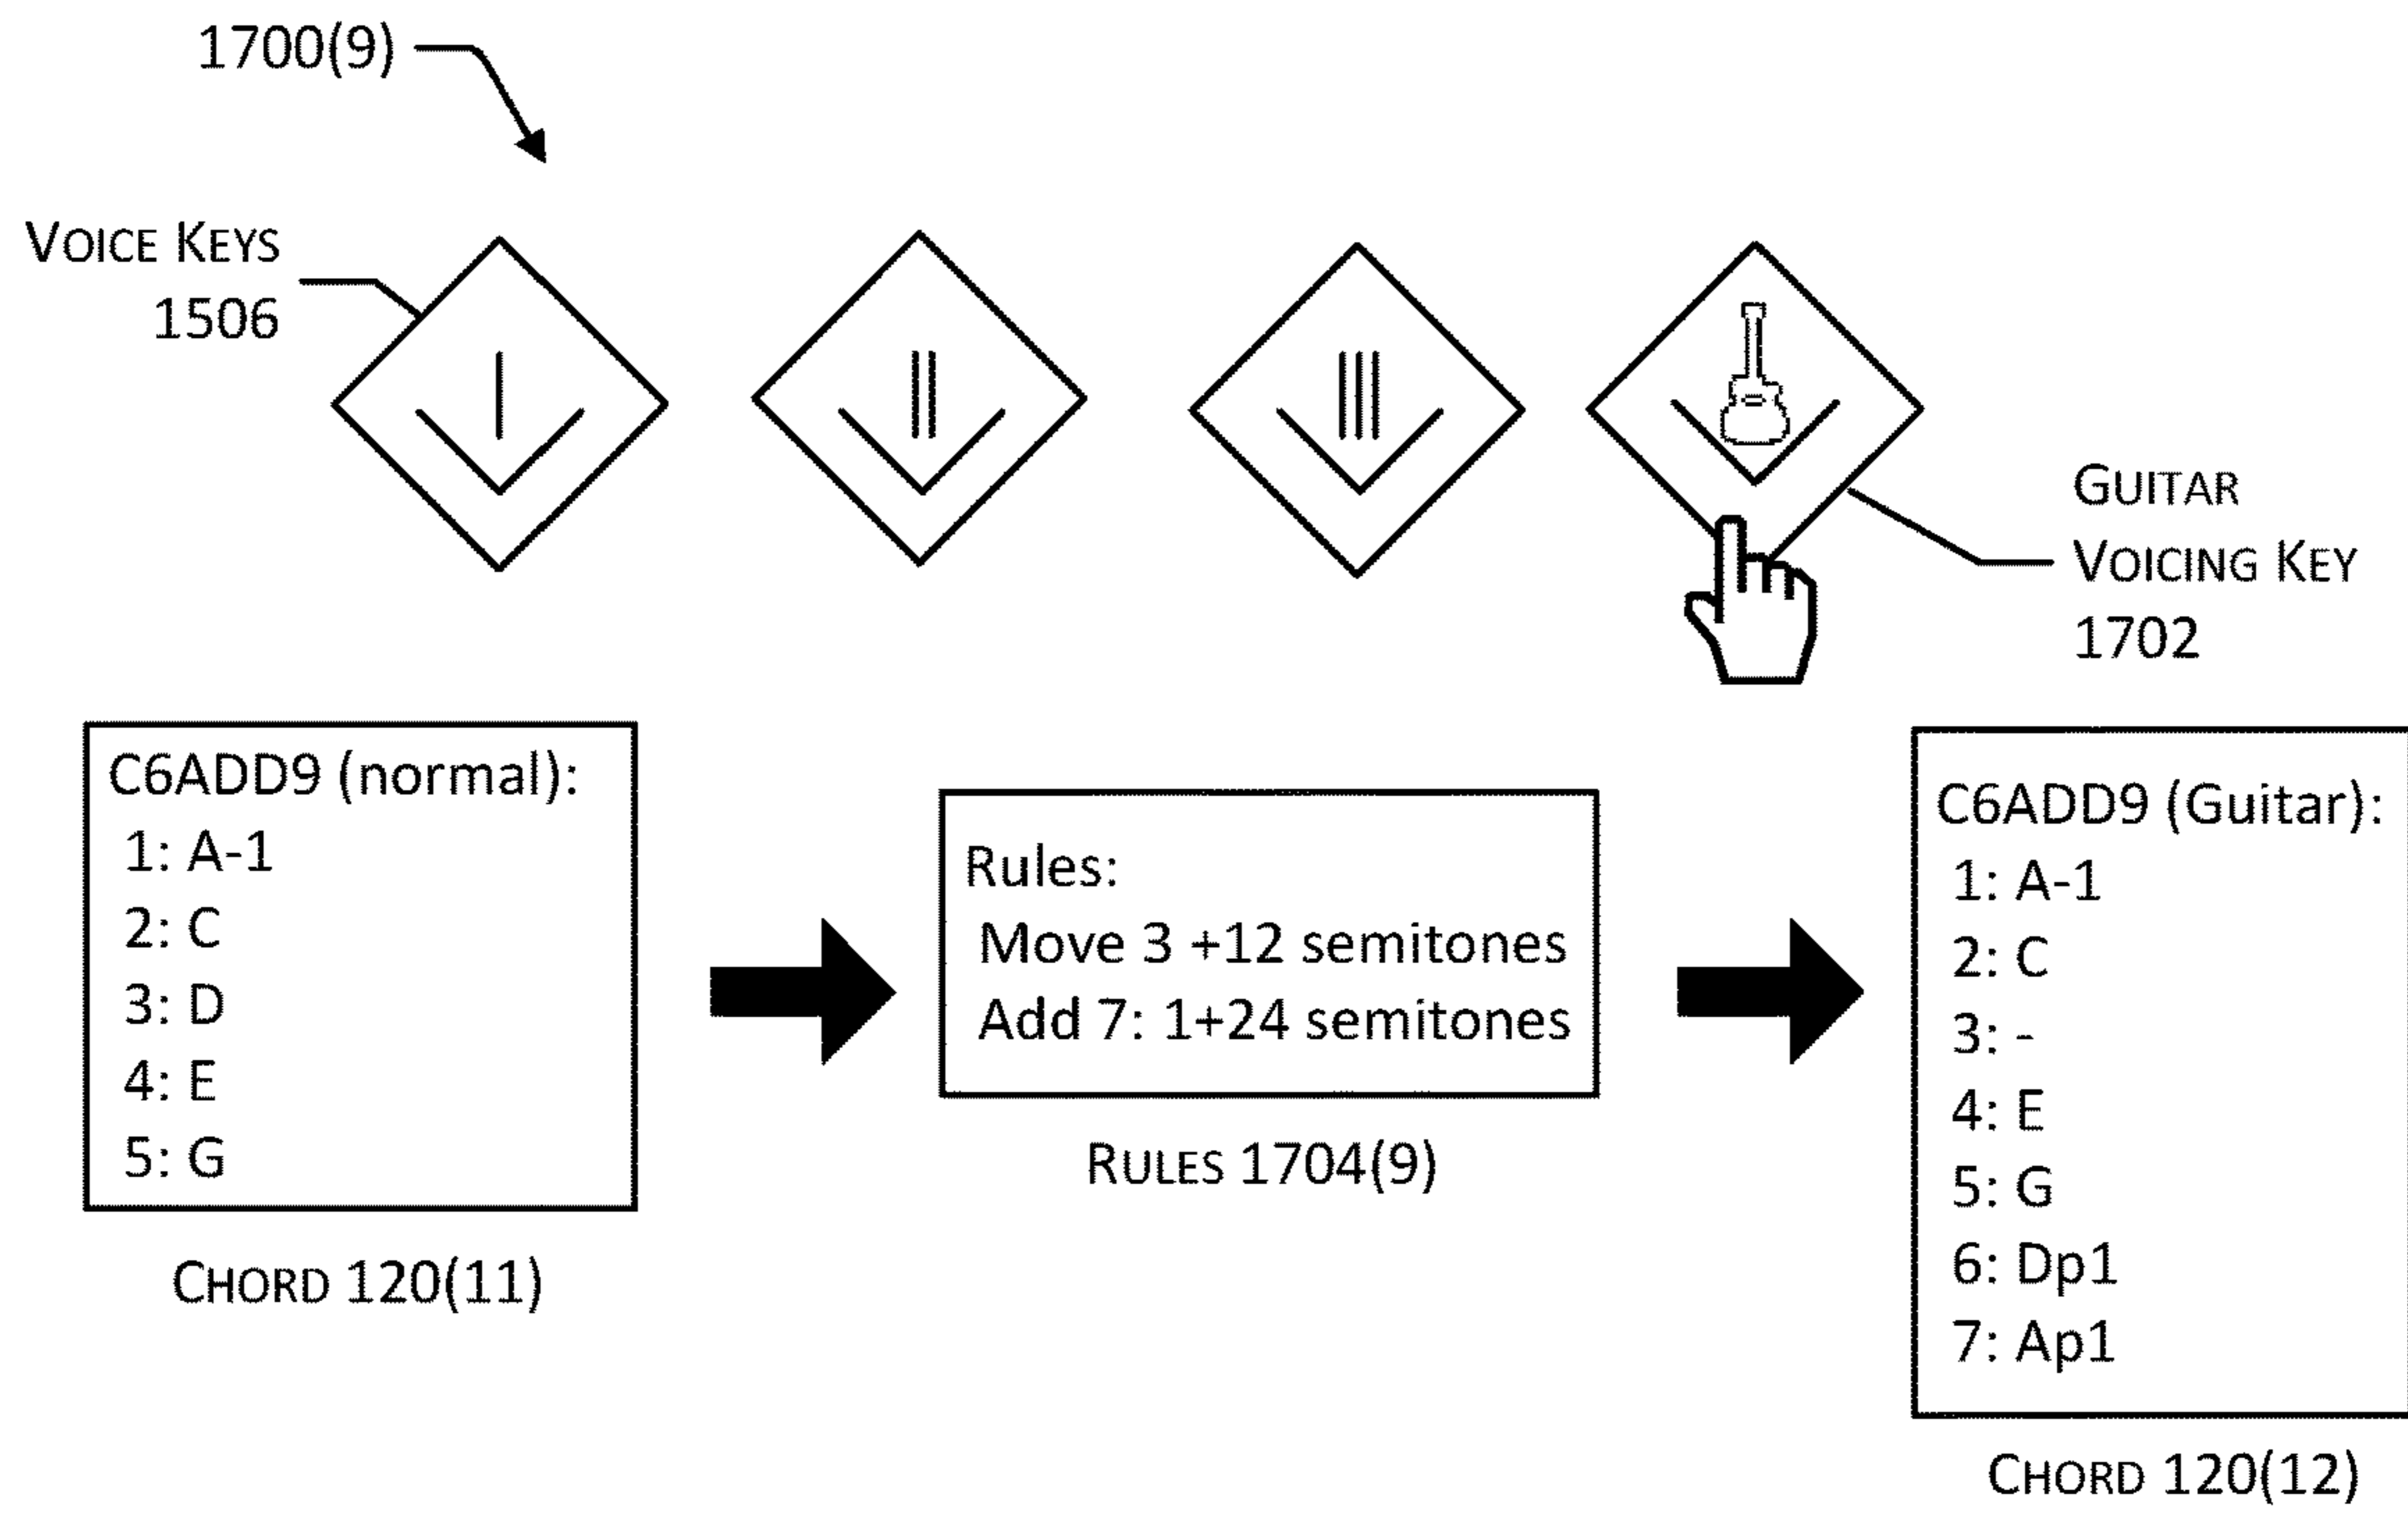 1700(9)
VOICE KEYS
1506
GUITAR
VOICING KEY
1702
C6ADD9 (normal):
1: A-1
2: C
3: D
4: E
5: G
CHORD 120(11)
Rules:
Move 3 +12 semitones
Add 7: 1+24 semitones
RULES 1704(9)
C6ADD9 (Guitar):
1: A-1
2: C
3: -
4: E
5: G
6: Dp1
7: Ap1
CHORD 120(12)